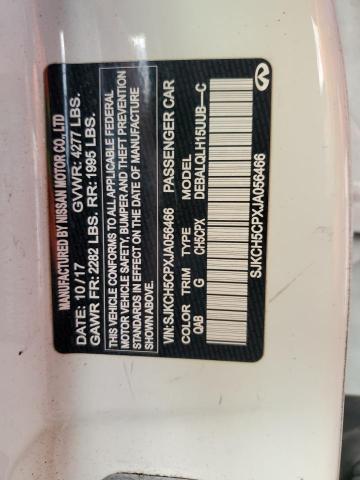 MANUFACTURED BY NISSAN MOTOR CO., LTD
DATE: 10/17 GVWR: 4277 LBS.
GAWR FR: 2282 LBS. RR: 1995 LBS.
THIS VEHICLE CONFORMS TO ALL APPLICABLE FEDERAL
MOTOR VEHICLE SAFETY, BUMPER AND THEFT PREVENTION
STANDARDS IN EFFECT ON THE DATE OF MANUFACTURE
SHOWN ABOVE.
VIN:SJKCH5CPXJA056466 PASSENGER CAR
COLOR TRIM TYPE MODEL
QAB G CH5CPX DEBALQLH15UUB—C
SJKCH5CPXJA056466